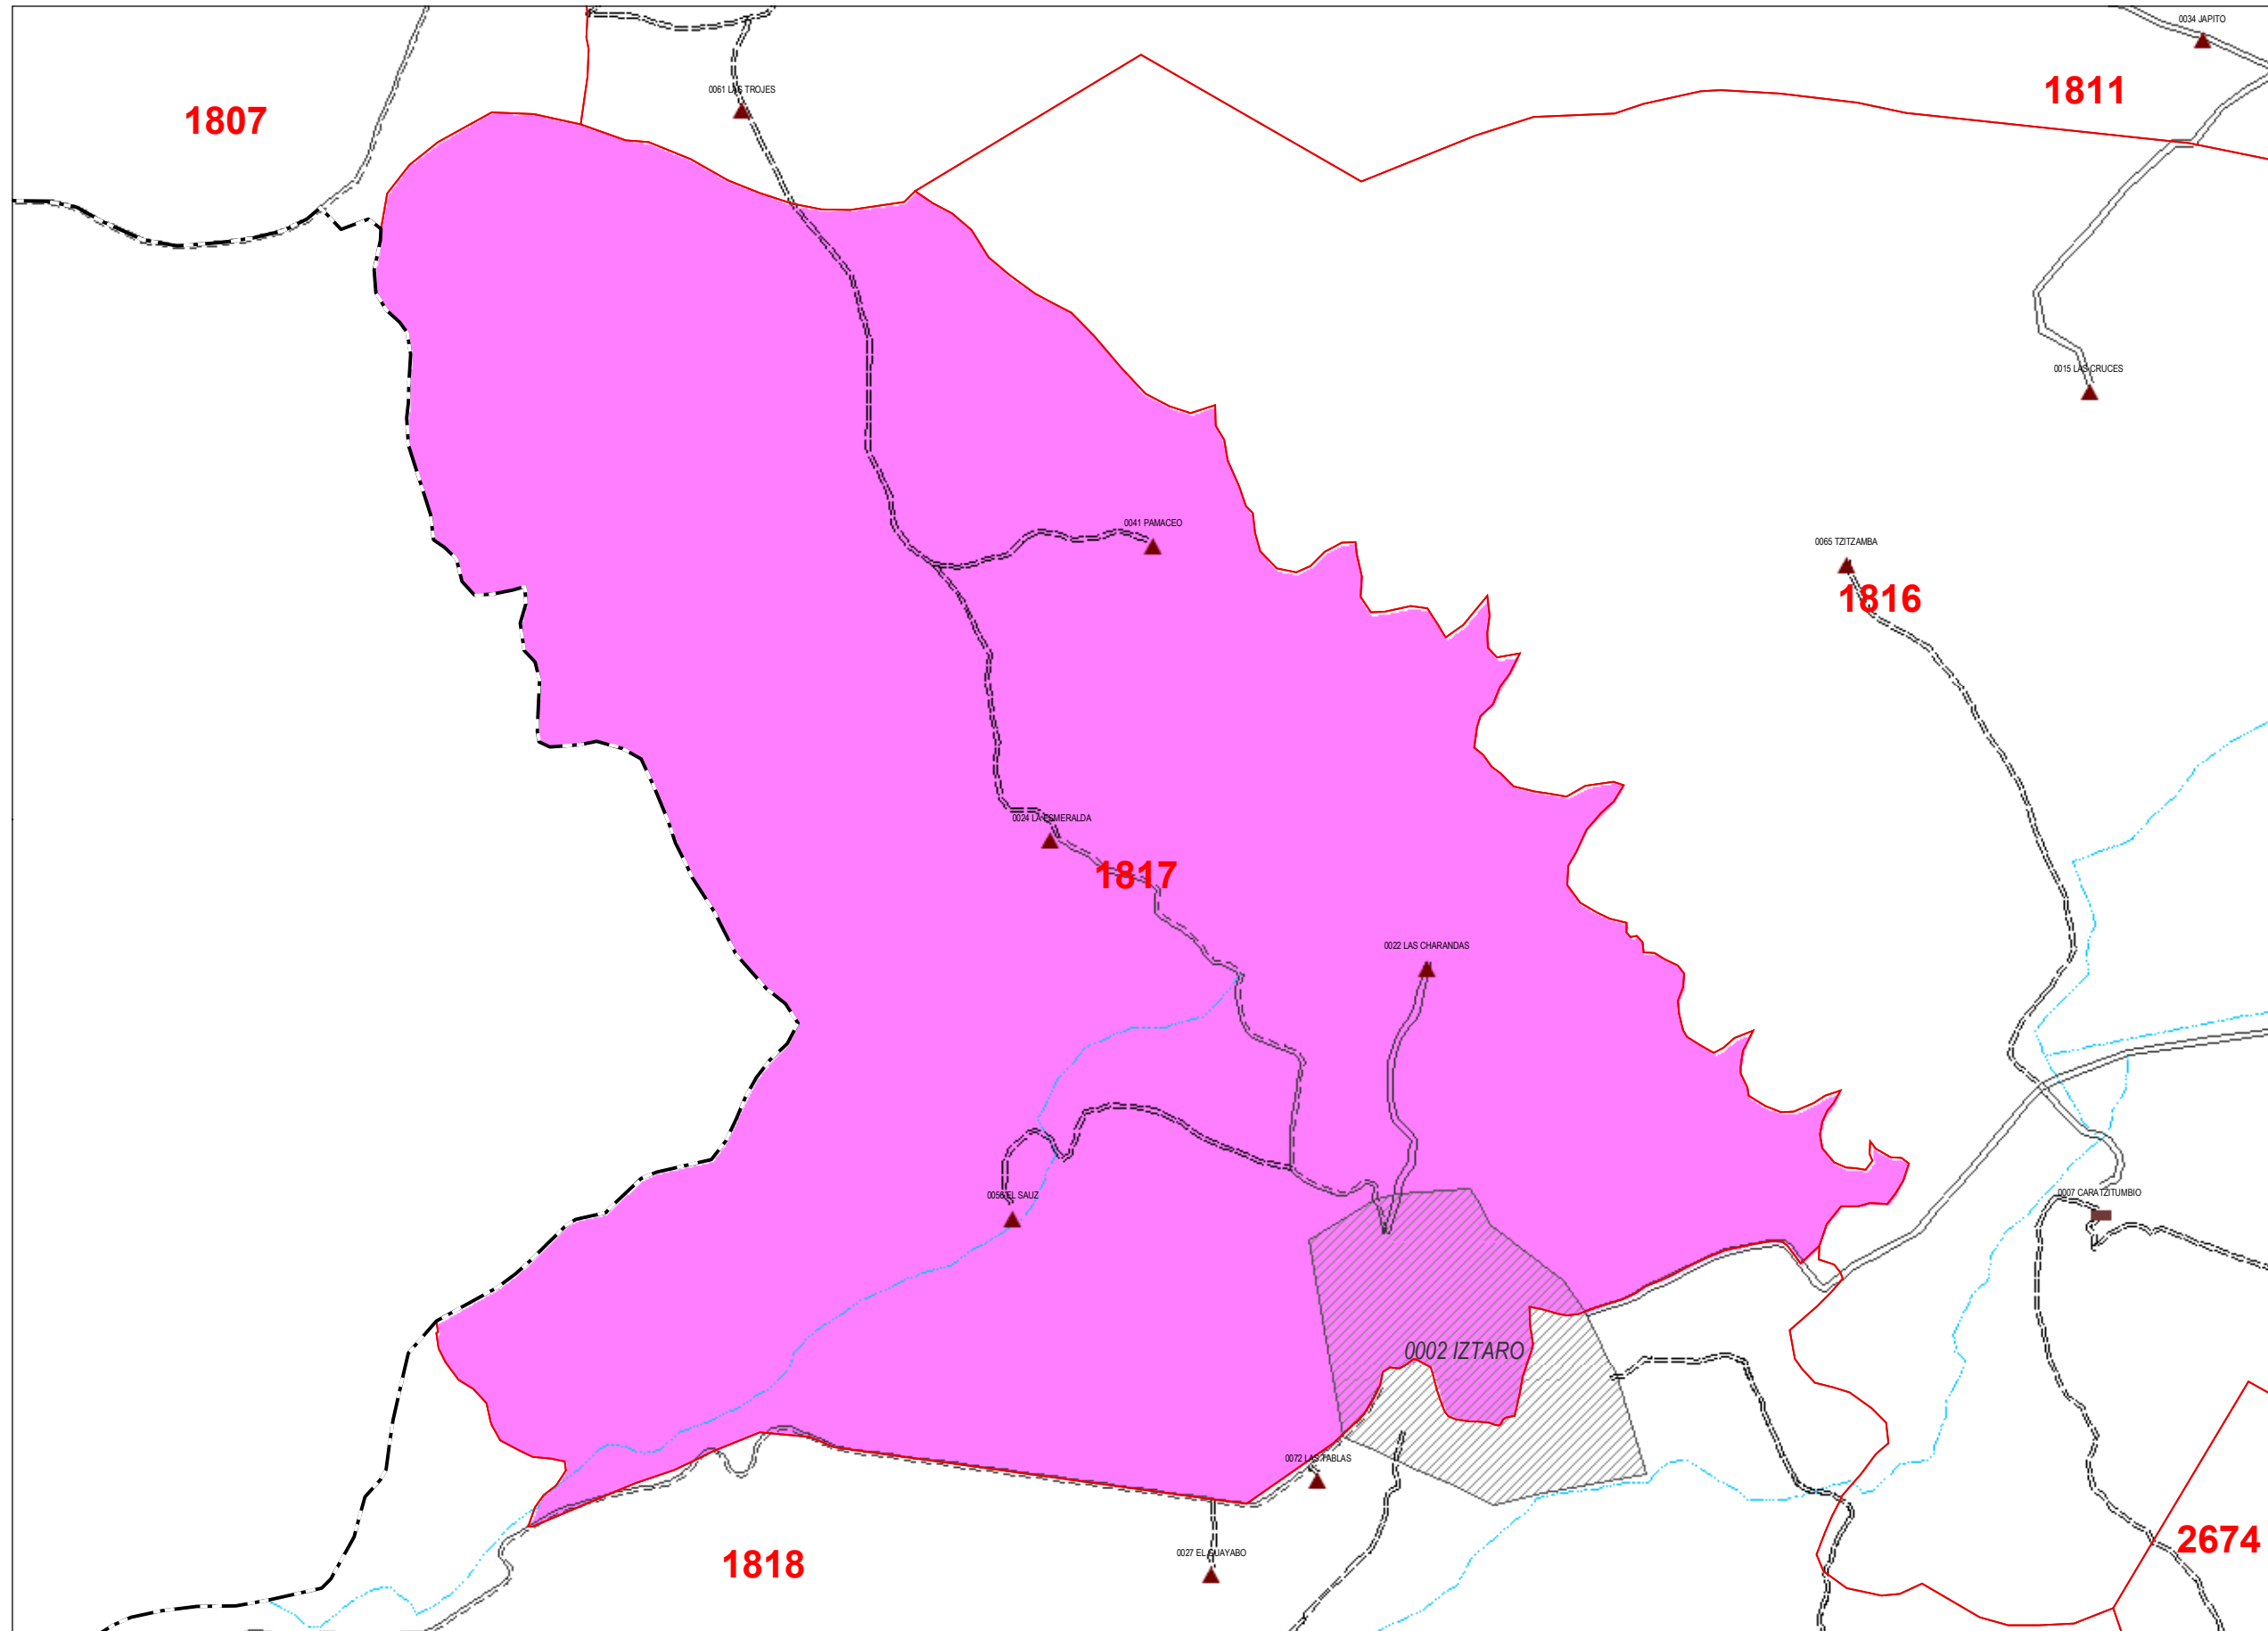 0034 JAPITO
0061 LAS TROJES
1811
1807
0015 LAS CRUCES
0041 PAMACEO
0065 TZITZAMBA
1816
0024 LA ESMERALDA
1817
0022 LAS CHARANDAS
0056 EL SAUZ
0007 CARATZITUMBIO
0002 IZTARO
0072 LAS TABLAS
2674
0027 EL GUAYABO
1818